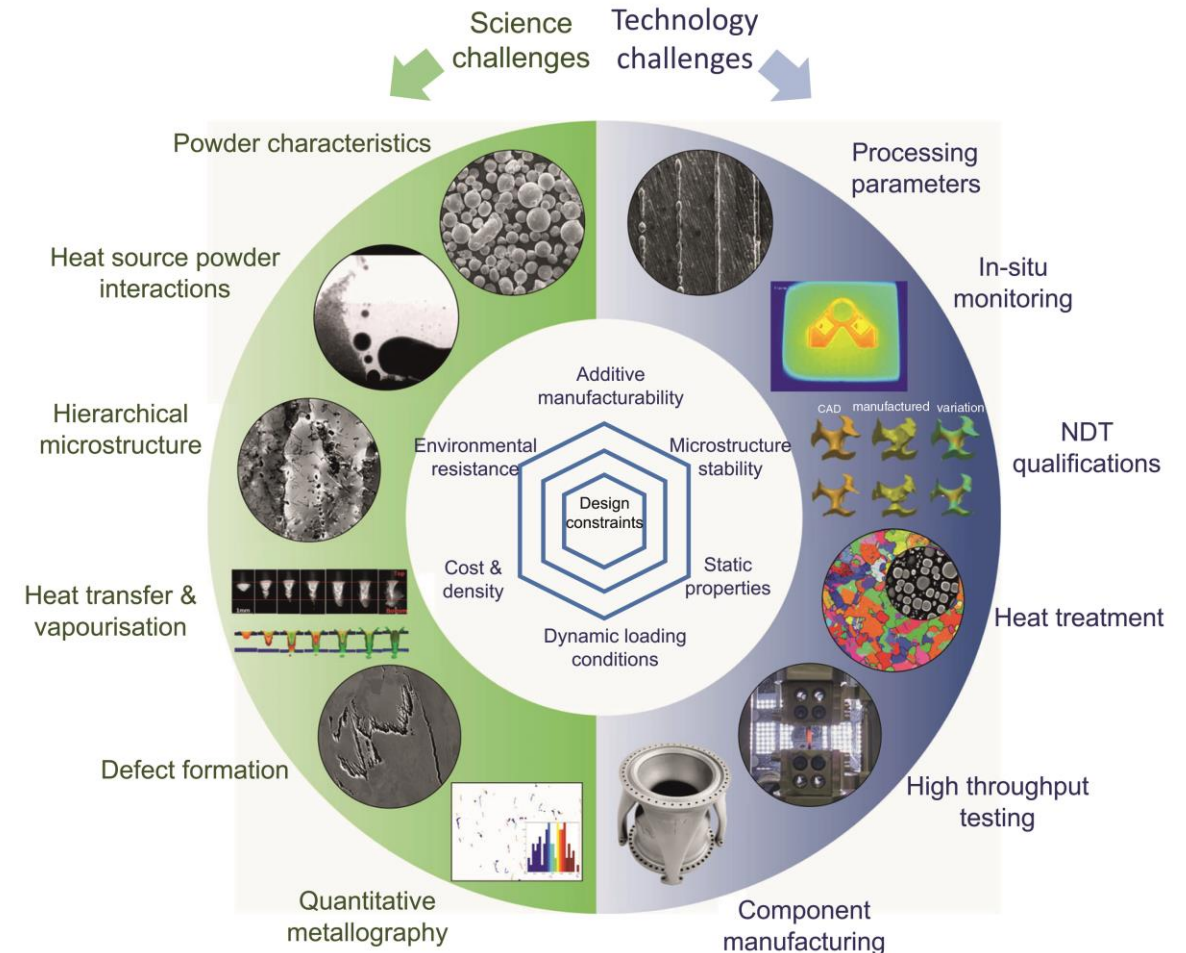 Science
challenges
Technology
challenges
Powder characteristics
Processing
parameters
Heat source powder
interactions
In-situ
monitoring
Hierarchical
microstructure
CAD manufactured variation
NDT
qualifications
Additive
manufacturability
Environmental
resistance
Microstructure
stability
Design
constraints
Cost &
density
Static
properties
Dynamic loading
conditions
Heat transfer &
vapourisation
Top
1mm
Heat treatment
Defect formation
High throughput
testing
Quantitative
metallography
Component
manufacturing